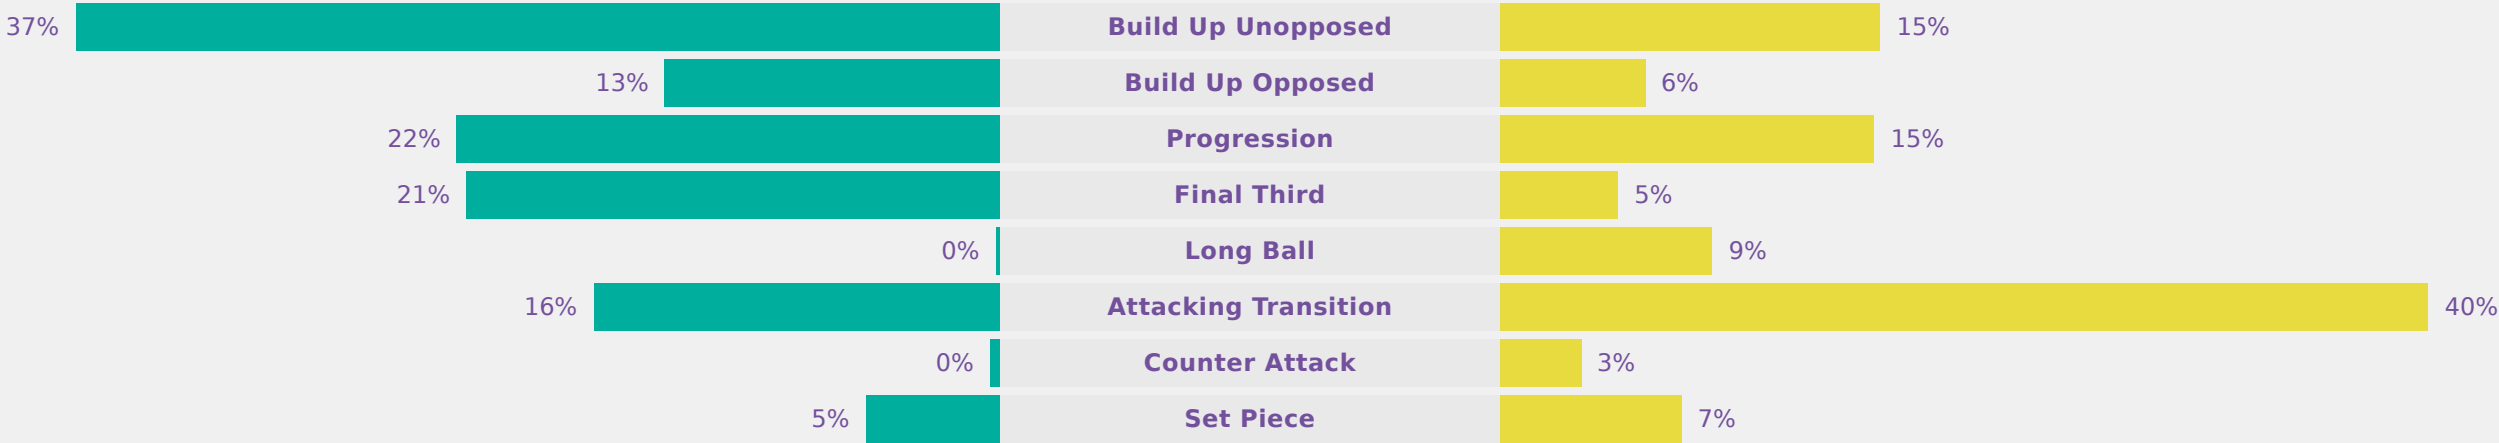 37% Build Up Unopposed 15%
13% Build Up Opposed 6%
22% Progression 15%
21% Final Third 5%
0% Long Ball 9%
16% Attacking Transition 40%
0% Counter Attack 3%
5% Set Piece 7%